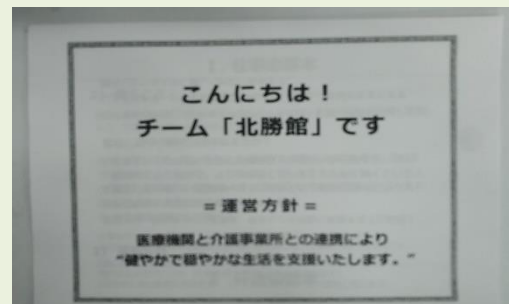 こんにちは！
チーム「北勝館」です
＝運営方針＝
医療機関と介護事業所との連携により
“健やかで穏やかな生活を支援いたします。”